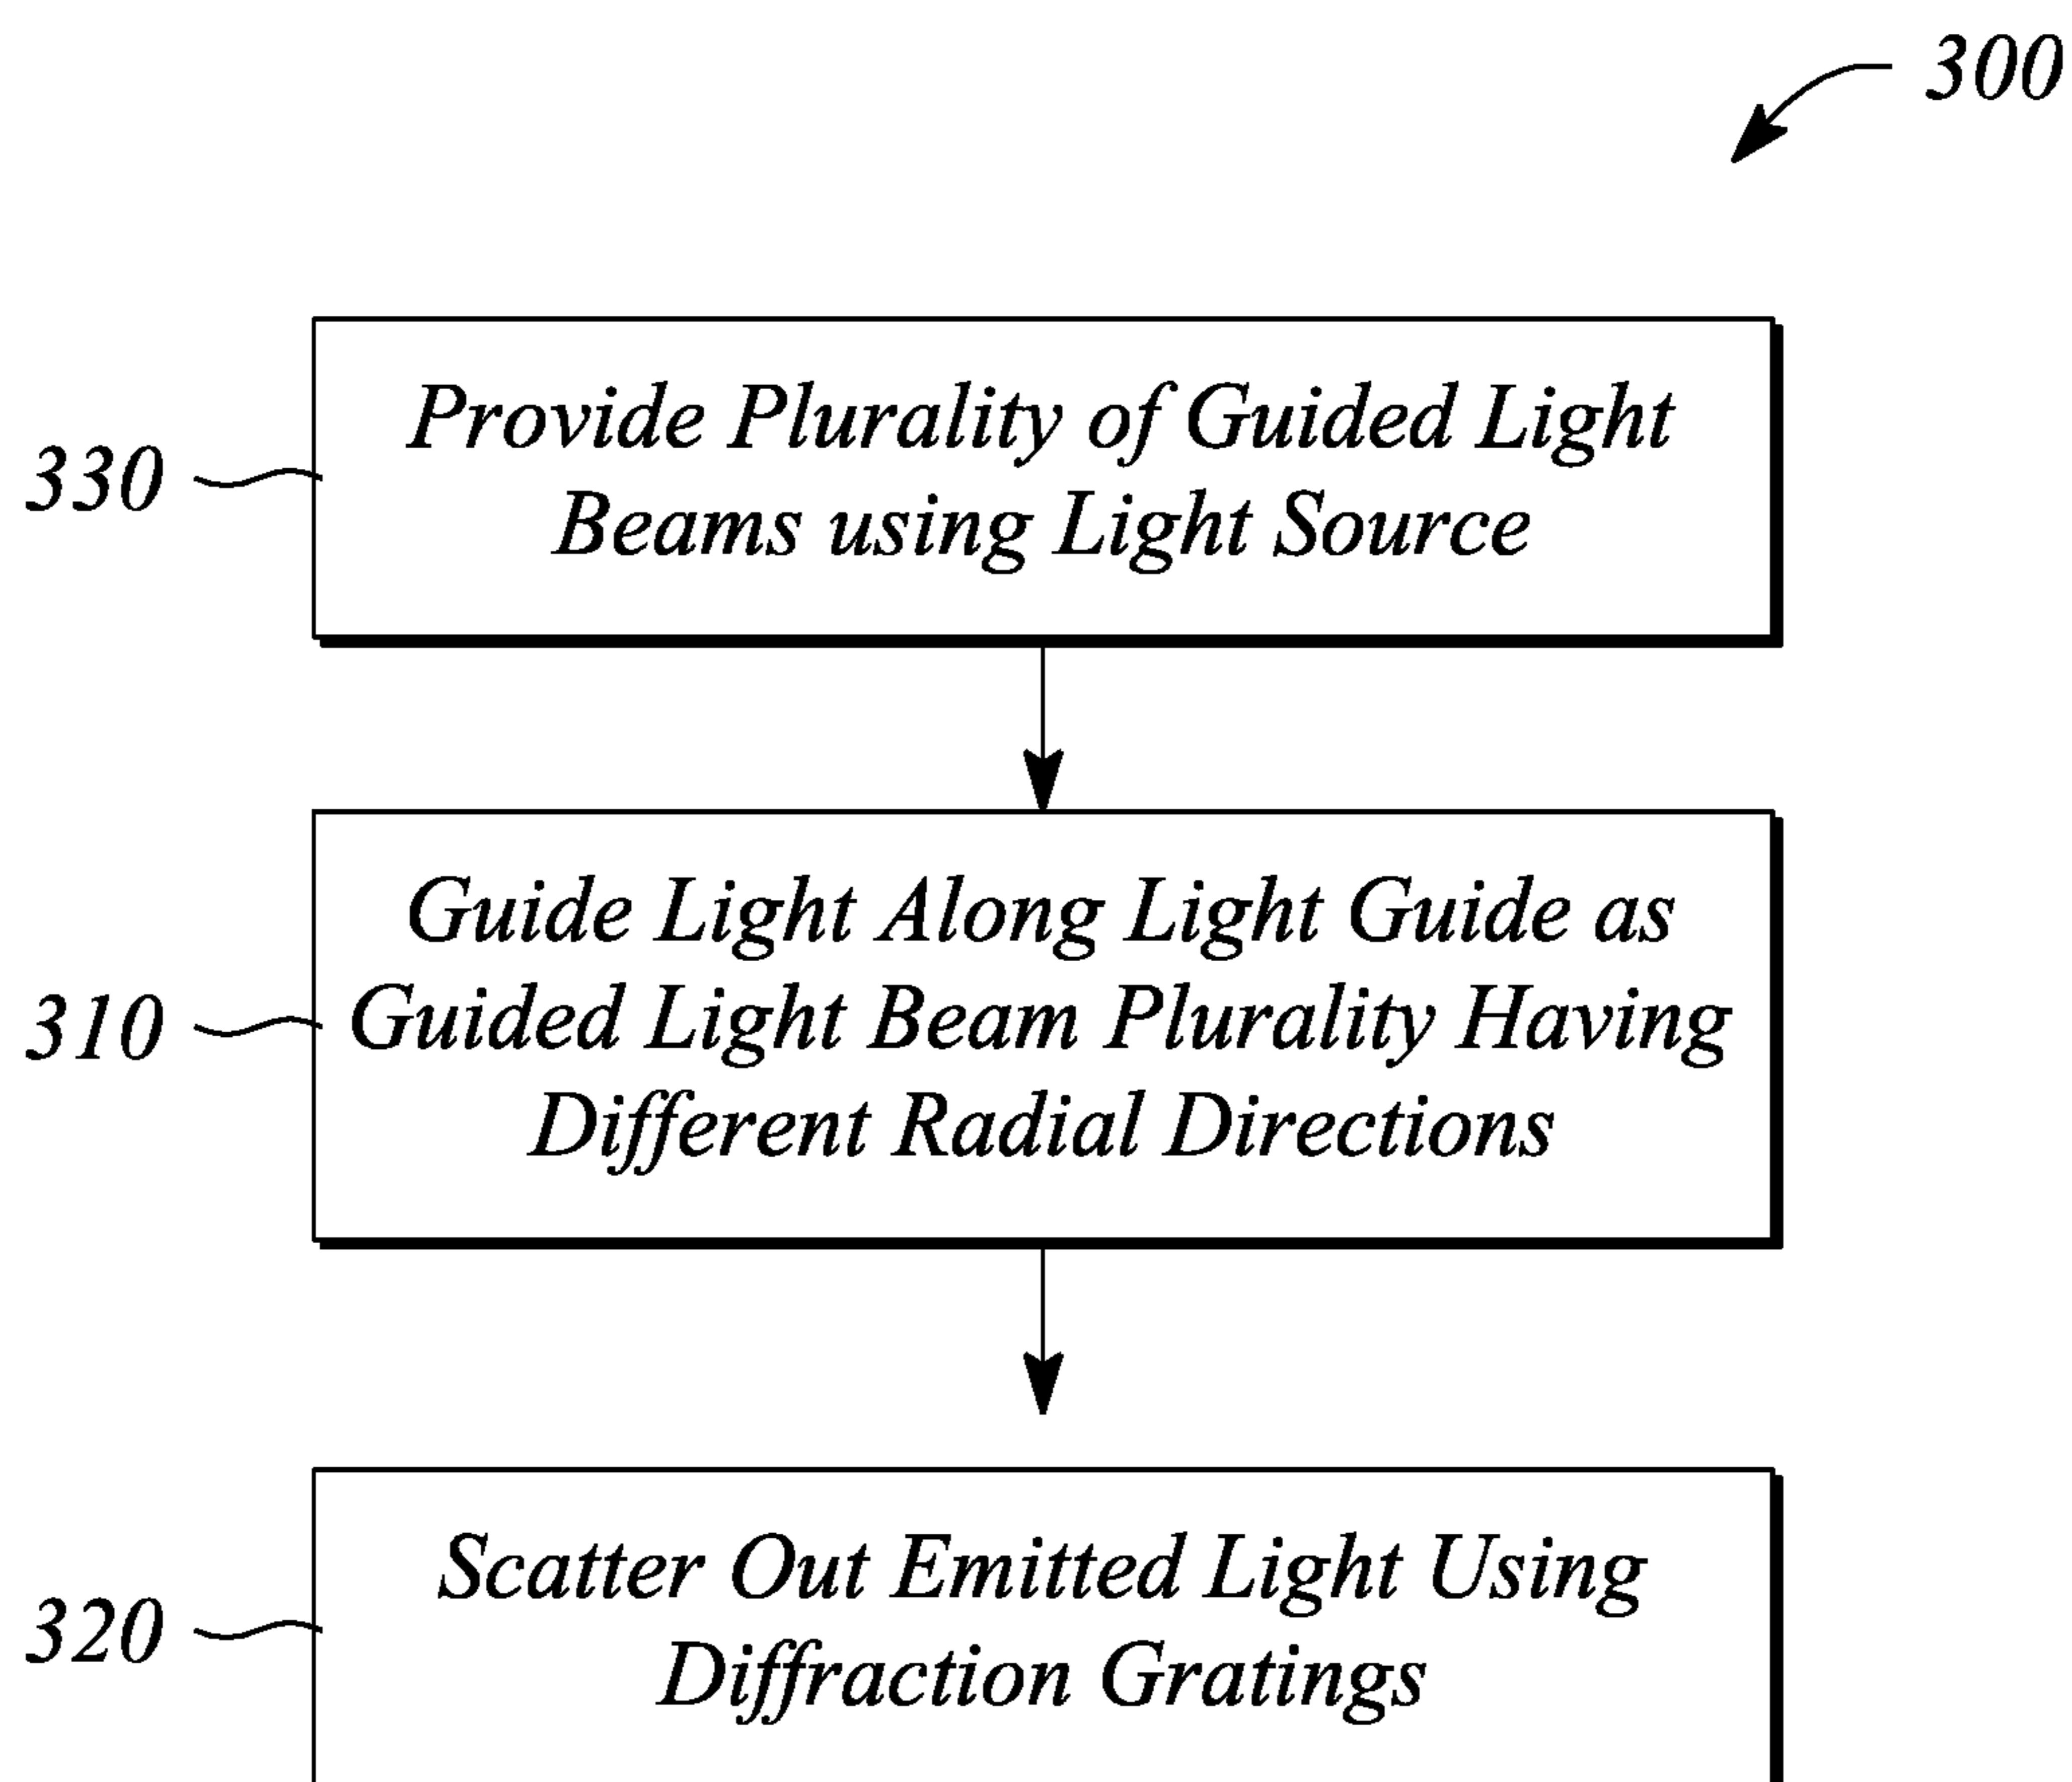 300
330
Provide Plurality of Guided Light
Beams using Light Source
310
Guide Light Along Light Guide as
Guided Light Beam Plurality Having
Different Radial Directions
320
Scatter Out Emitted Light Using
Diffraction Gratings